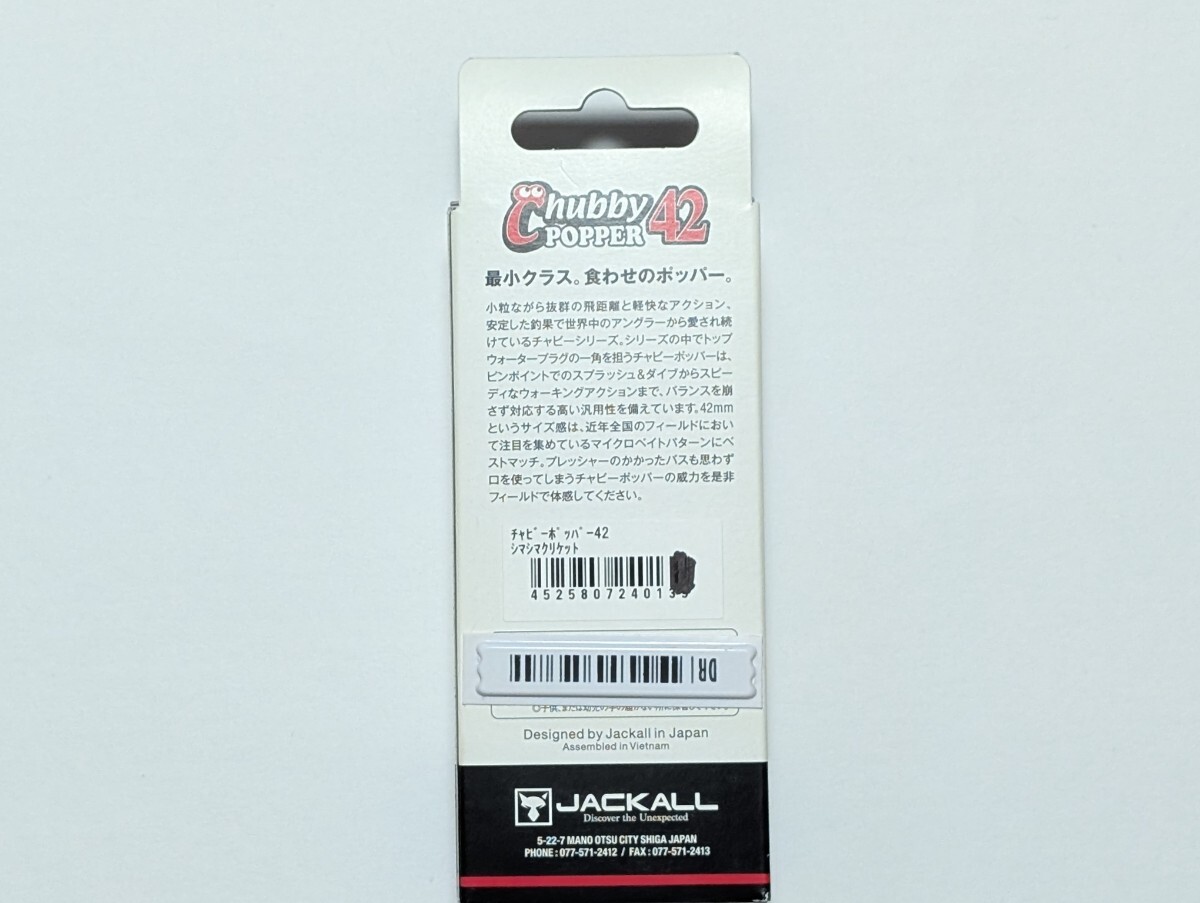 Chubby
POPPER 42
最小クラス。食わせのポッパー。
小粒ながら抜群の飛距離と軽快なアクション、
安定した釣果で世界中のアングラーから愛され続
けているチャビーシリーズ。シリーズの中でトップ
ウォータープラグの一角を担うチャビーポッパーは、
ピンポイントでのスプラッシュ&ダイブからスピー
ディなウォーキングアクションまで、バランスを崩
さず対応する高い汎用性を備えています。42mm
というサイズ感は、近年全国のフィールドにおい
て注目を集めているマイクロベイトパターンにベ
ストマッチ。プレッシャーのかかったバスも思わず
口を使ってしまうチャビーポッパーの威力を是非
フィールドで体感してください。
ﾁｬﾋﾞｰﾎﾟｯﾊﾟｰ42
ｼﾏｼﾏｸﾘｹｯﾄ
452580724013
DR
Designed by Jackall in Japan
Assembled in Vietnam
JACKALL
Discover the Unexpected
5-22-7 MANO OTSU CITY SHIGA JAPAN
PHONE : 077-571-2412 / FAX : 077-571-2413